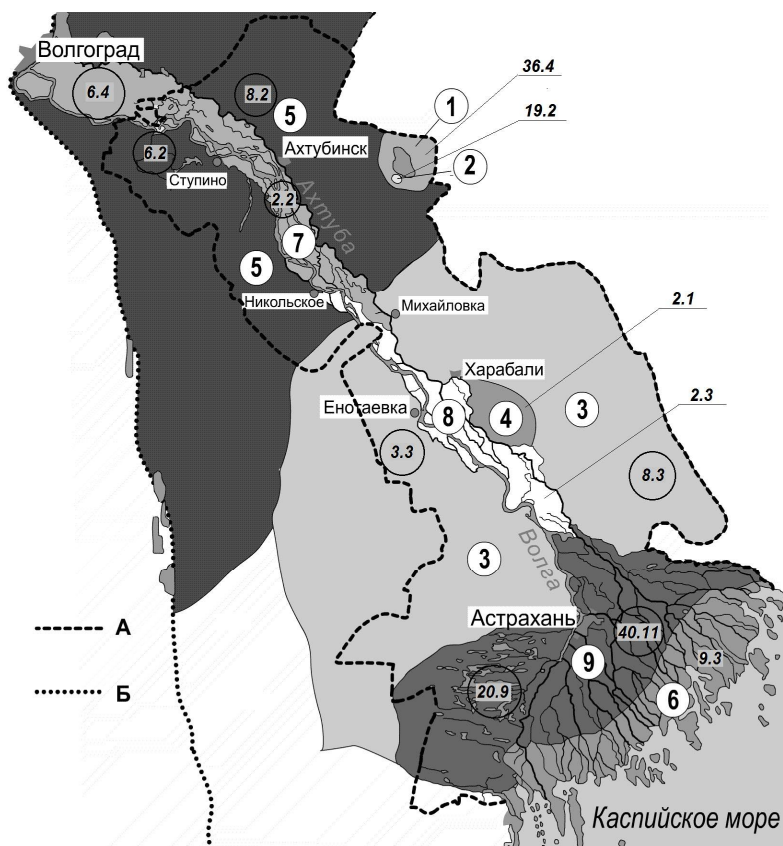 Волгоград
36.4
6.4
8.2
5
1
19.2
Ахтубинск
2
6.2
Ступино
2.2
Ахтуба
7
5
Никольское
Михайловка
2.1
Харабали
2.3
Енотаевка
8
4
3
3.3
8.3
Волга
3
Астрахань
А
40.11
9
9.3
20.9
6
Б
Каспийское море